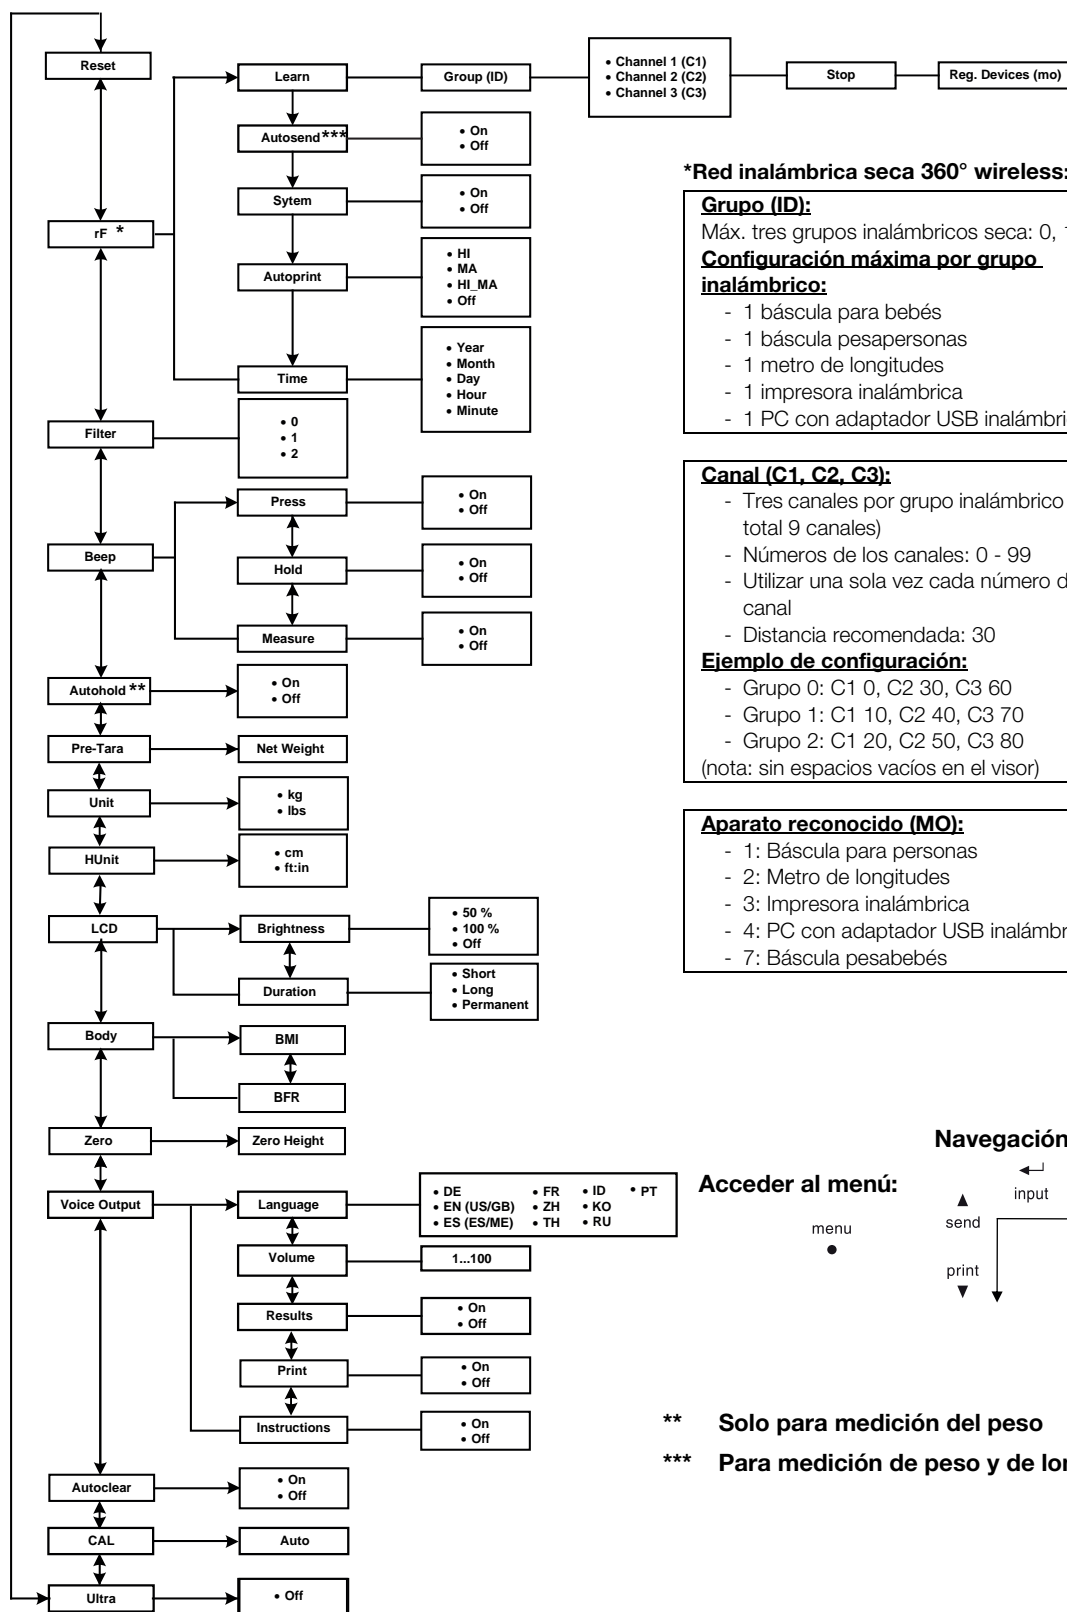 Reset
Learn
Group (ID)
• Channel 1 (C1)
• Channel 2 (C2)
• Channel 3 (C3)
Stop
Reg. Devices (mo)
Autosend***
• On
• Off
Sytem
• On
• Off
rF *
Autoprint
• HI
• MA
• HI_MA
• Off
Time
• Year
• Month
• Day
• Hour
• Minute
Filter
• 0
• 1
• 2
Beep
Press
• On
• Off
Hold
• On
• Off
Measure
• On
• Off
Autohold **
• On
• Off
Pre-Tara
Net Weight
Unit
• kg
• lbs
HUnit
• cm
• ft:in
LCD
Brightness
• 50 %
• 100 %
• Off
Duration
• Short
• Long
• Permanent
Body
BMI
BFR
Zero
Zero Height
Voice Output
Language
• DE • FR • ID • PT
• EN (US/GB) • ZH • KO
• ES (ES/ME) • TH • RU
Volume
1...100
Results
• On
• Off
Print
• On
• Off
Instructions
• On
• Off
Autoclear
• On
• Off
CAL
Auto
Ultra
• Off
*Red inalámbrica seca 360° wireless:
Grupo (ID):
Máx. tres grupos inalámbricos seca: 0,
Configuración máxima por grupo
inalámbrico:
- 1 báscula para bebés
- 1 báscula pesapersonas
- 1 metro de longitudes
- 1 impresora inalámbrica
- 1 PC con adaptador USB
Canal (C1, C2, C3):
- Tres canales por grupo inalámbrico
total 9 canales)
- Números de los canales: 0 - 99
- Utilizar una sola vez cada número
canal
- Distancia recomendada: 30
Ejemplo de configuración:
- Grupo 0: C1 0, C2 30, C3 60
- Grupo 1: C1 10, C2 40, C3 70
- Grupo 2: C1 20, C2 50, C3 80
(nota: sin espacios vacíos en el visor)
Aparato reconocido (MO):
- 1: Báscula para personas
- 2: Metro de longitudes
- 3: Impresora inalámbrica
- 4: PC con adaptador USB
- 7: Báscula pesabebés
Acceder al menú:
menu
Navegación
input
send
print
** Solo para medición del peso
*** Para medición de peso y de